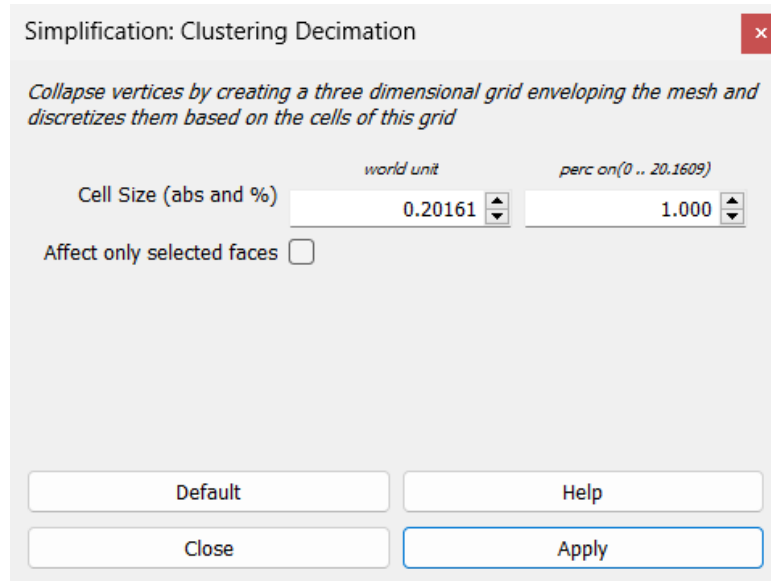 Simplification: Clustering Decimation
Collapse vertices by creating a three dimensional grid enveloping the mesh and
discretizes them based on the cells of this grid
world unit perc on(0 .. 20.1609)
Cell Size (abs and %) 0.20161 1.000
Affect only selected faces
Default Help
Close Apply